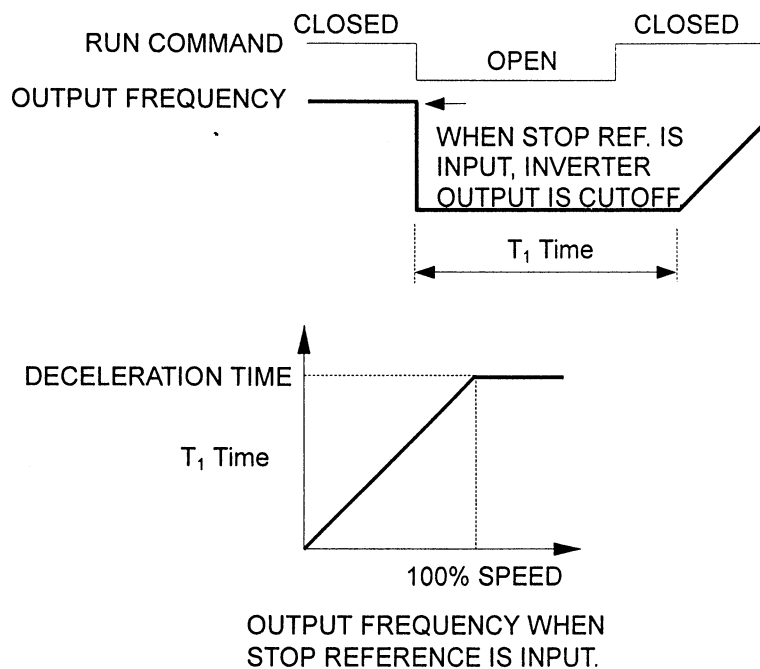 CLOSED CLOSED
RUN COMMAND
OPEN
OUTPUT FREQUENCY
WHEN STOP REF. IS
INPUT, INVERTER
OUTPUT IS CUTOFF
T₁ Time
DECELERATION TIME
T₁ Time
100% SPEED
OUTPUT FREQUENCY WHEN
STOP REFERENCE IS INPUT.